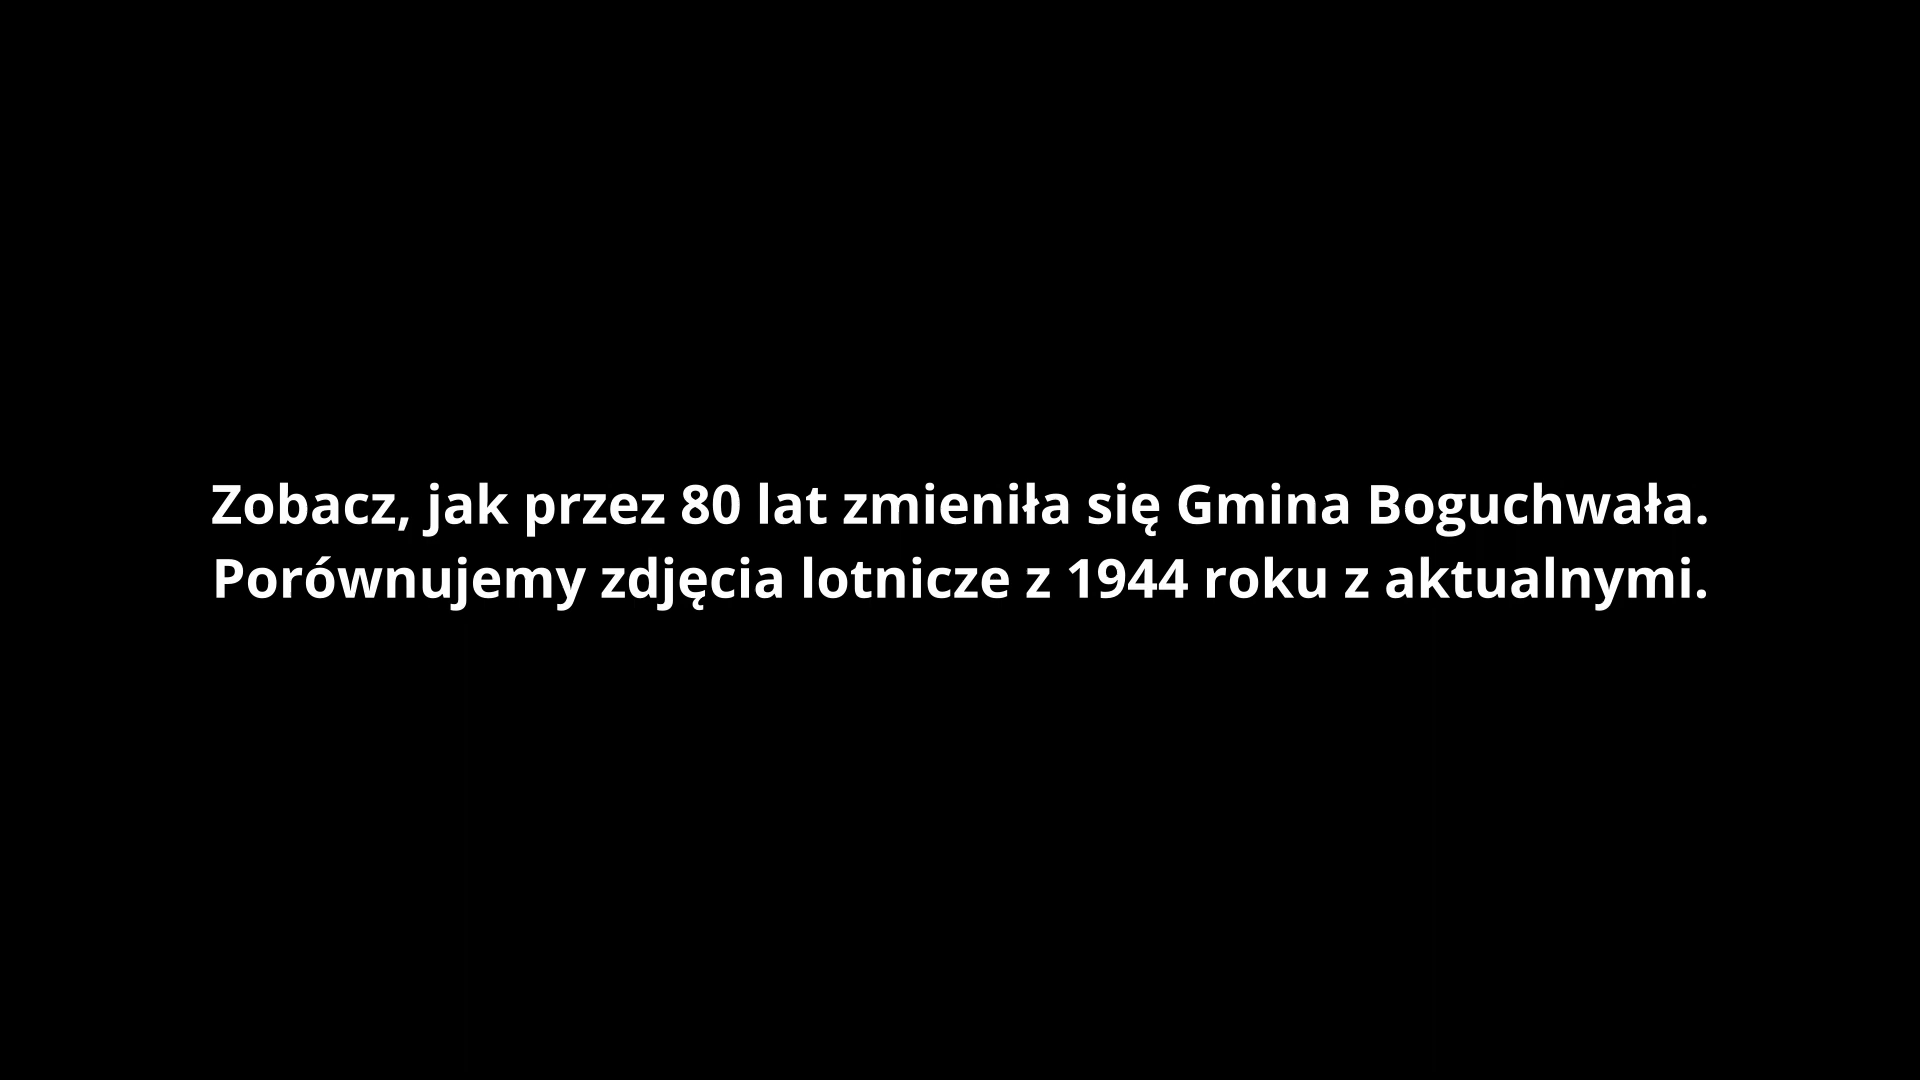 Zobacz, jak przez 80 lat zmieniła się Gmina Boguchwała.
Porównujemy zdjęcia lotnicze z 1944 roku z aktualnymi.